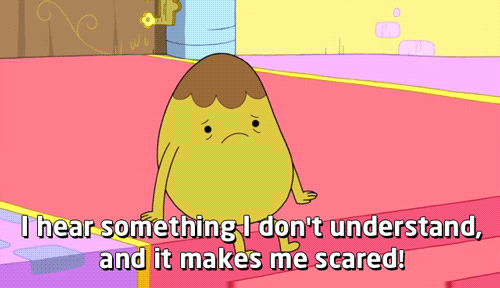 I hear something I don't understand,
and it makes me scared!